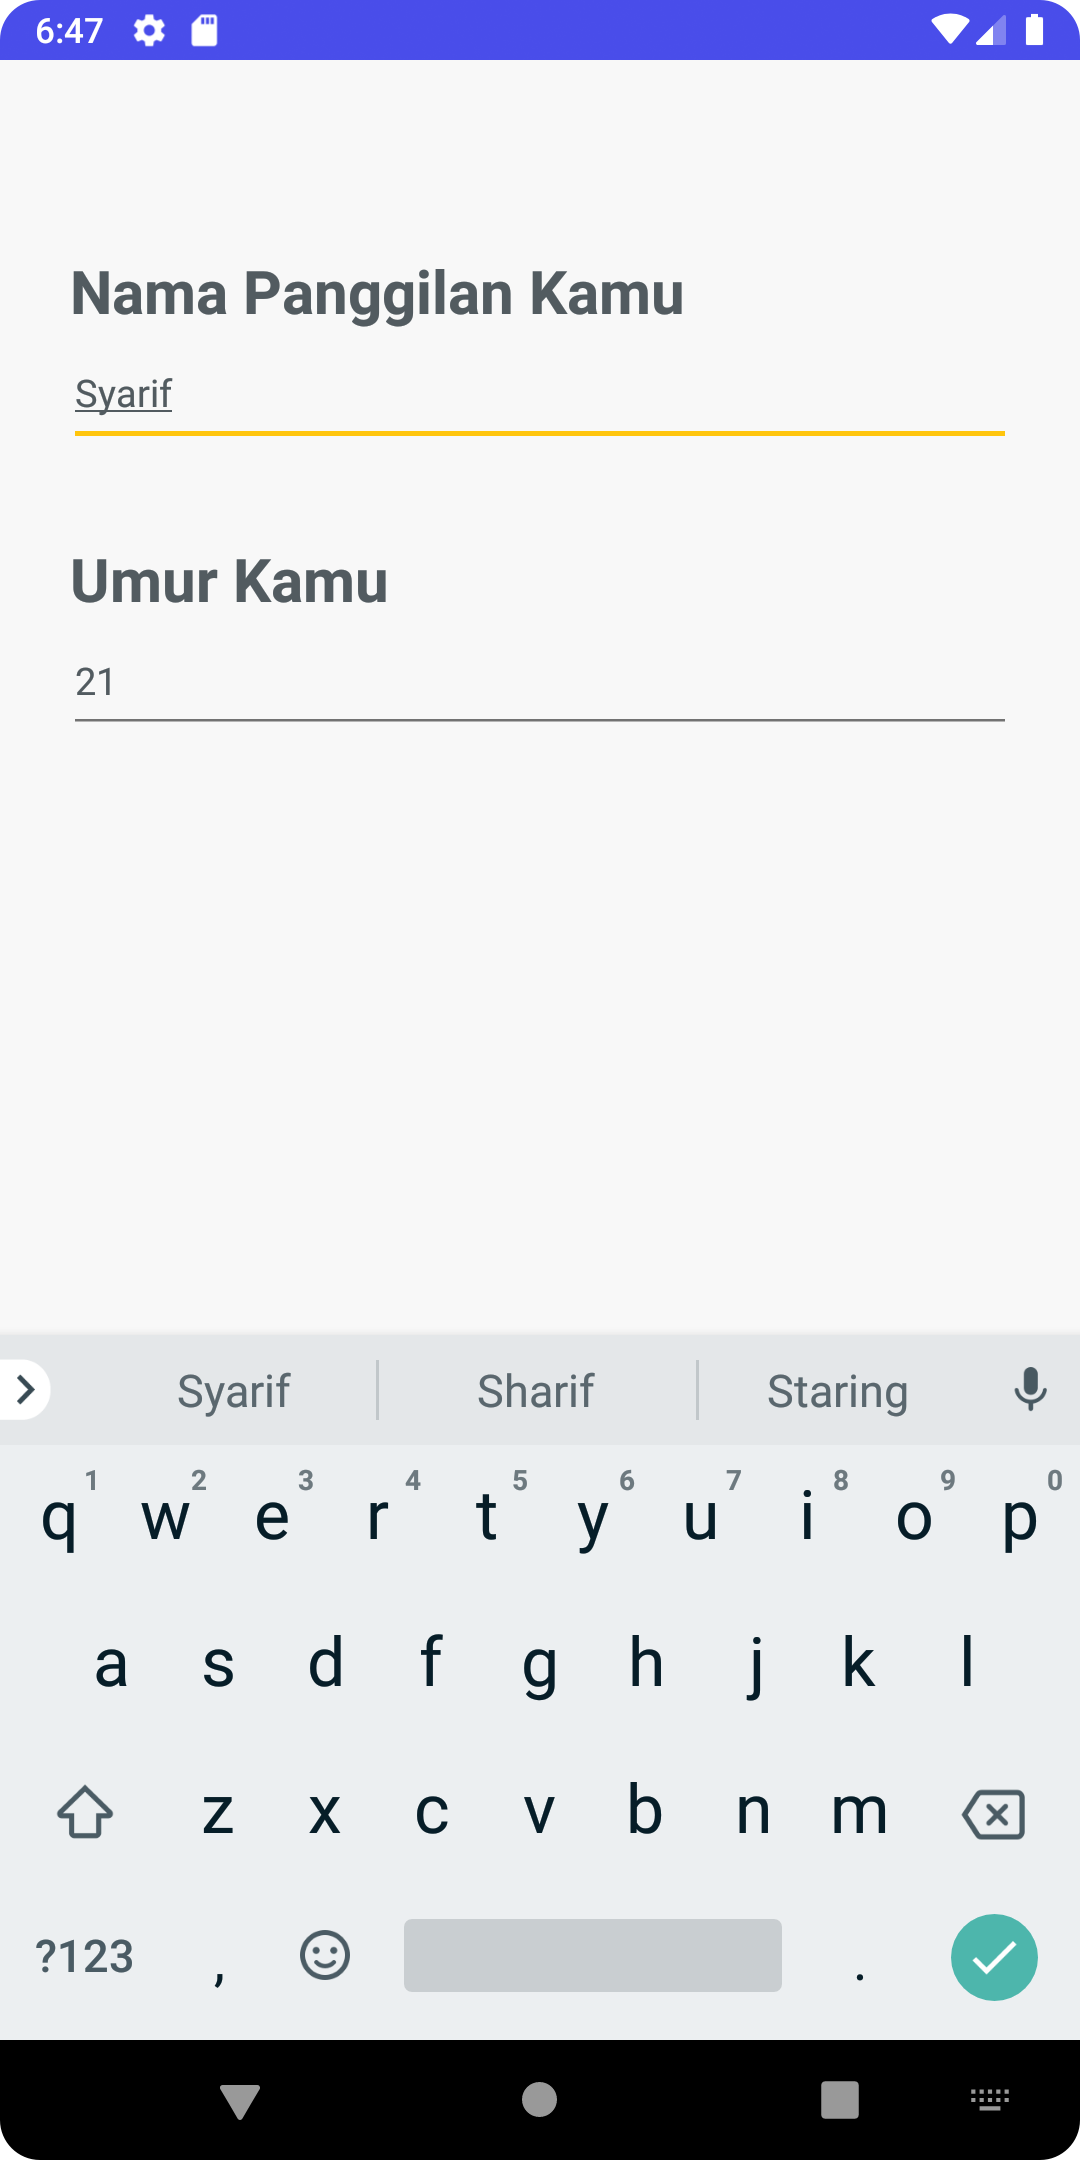 6:47
Nama Panggilan Kamu
Syarif
Umur Kamu
21
Syarif Sharif Staring
1 2 3 4 5 6 7 8 9 0
q w e r t y u i o p
a s d f g h j k l
z x c v b n m
?123 , .